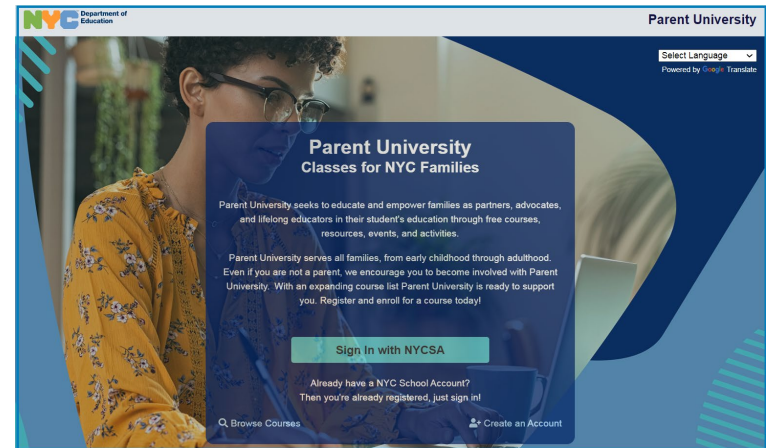 NYC Department of
Education
Parent University
Select Language
Powered by Google Translate
Parent University
Classes for NYC Families
Parent University seeks to educate and empower families as partners, advocates,
and lifelong educators in their student's education through free courses,
resources, events, and activities.
Parent University serves all families, from early childhood through adulthood.
Even if you are not a parent, we encourage you to become involved with Parent
University. With an expanding course list Parent University is ready to support
you. Register and enroll for a course today!
Sign In with NYCSA
Already have a NYC School Account?
Then you're already registered, just sign in!
Browse Courses
Create an Account